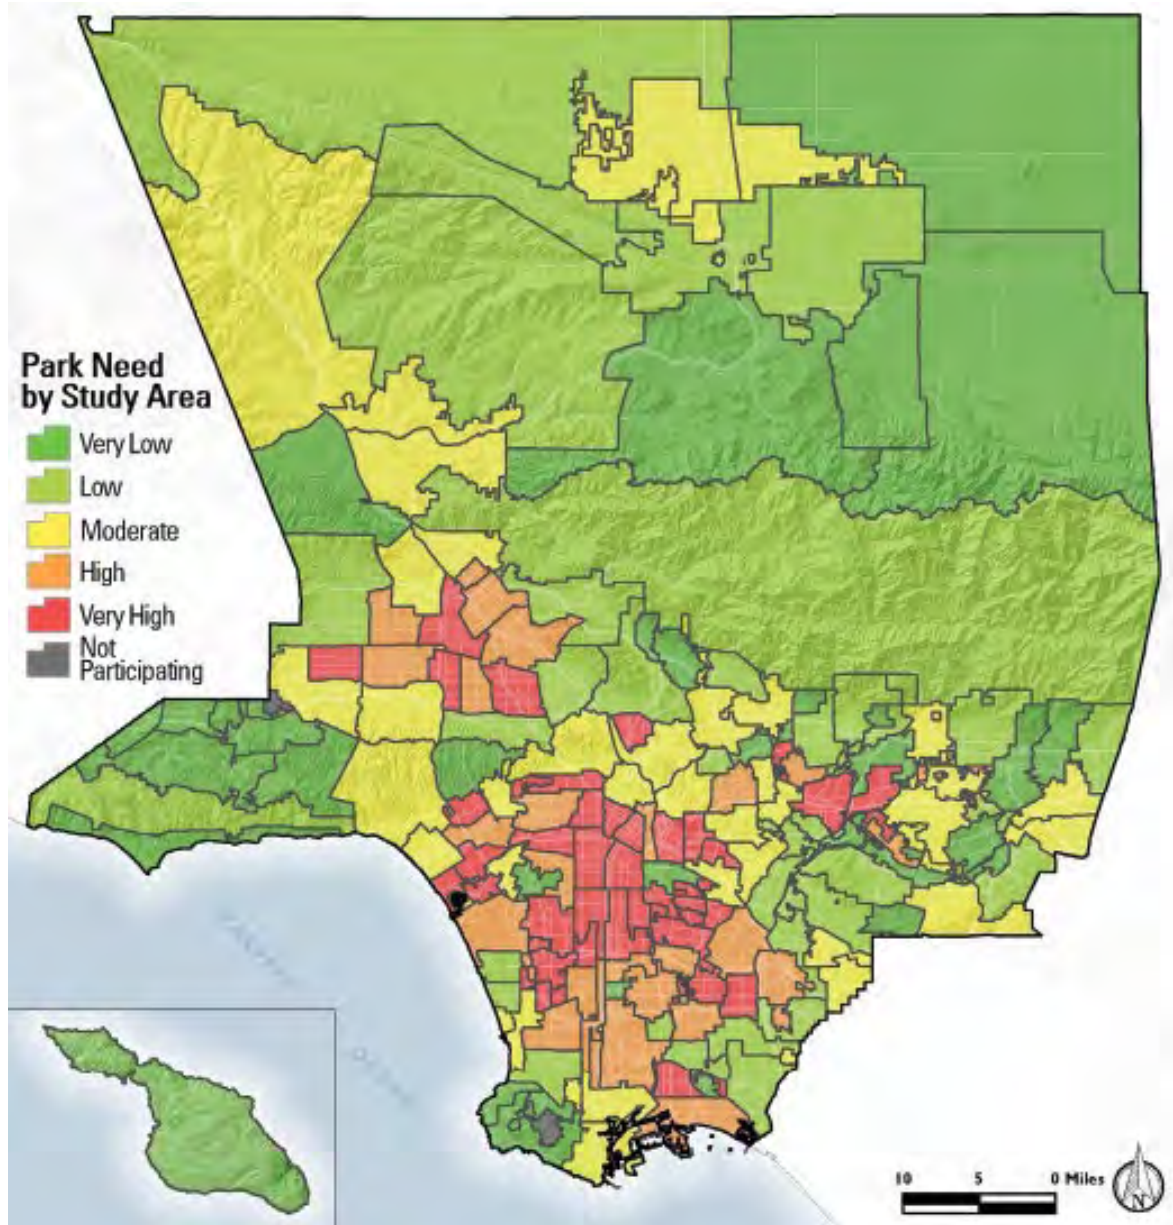 Park Need
by Study Area
Very Low
Low
Moderate
High
Very High
Not
Participating
10 5 0 Miles
N